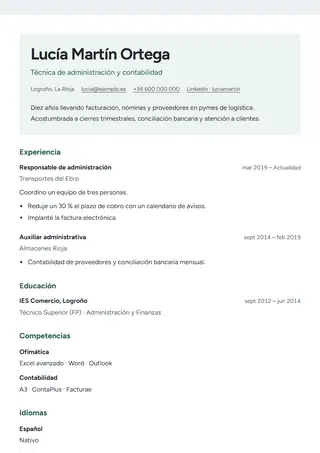 Lucía Martín Ortega
Técnica de administración y contabilidad
Logroño, La Rioja lucia@ejemplo.es +34 600 000 000 LinkedIn · luciamartin
Diez años llevando facturación, nóminas y proveedores en pymes de logística.
Acostumbrada a cierres trimestrales, conciliación bancaria y atención a clientes.
Experiencia
Responsable de administración mar 2019 – Actualidad
Transportes del Ebro
Coordino un equipo de tres personas.
• Reduje un 30 % el plazo de cobro con un calendario de avisos.
• Implanté la factura electrónica.
Auxiliar administrativa sept 2014 – feb 2019
Almacenes Rioja
• Contabilidad de proveedores y conciliación bancaria mensual.
Educación
IES Comercio, Logroño sept 2012 – jun 2014
Técnico Superior (FP) · Administración y Finanzas
Competencias
Ofimática
Excel avanzado · Word · Outlook
Contabilidad
A3 · ContaPlus · Facturae
Idiomas
Español
Nativo